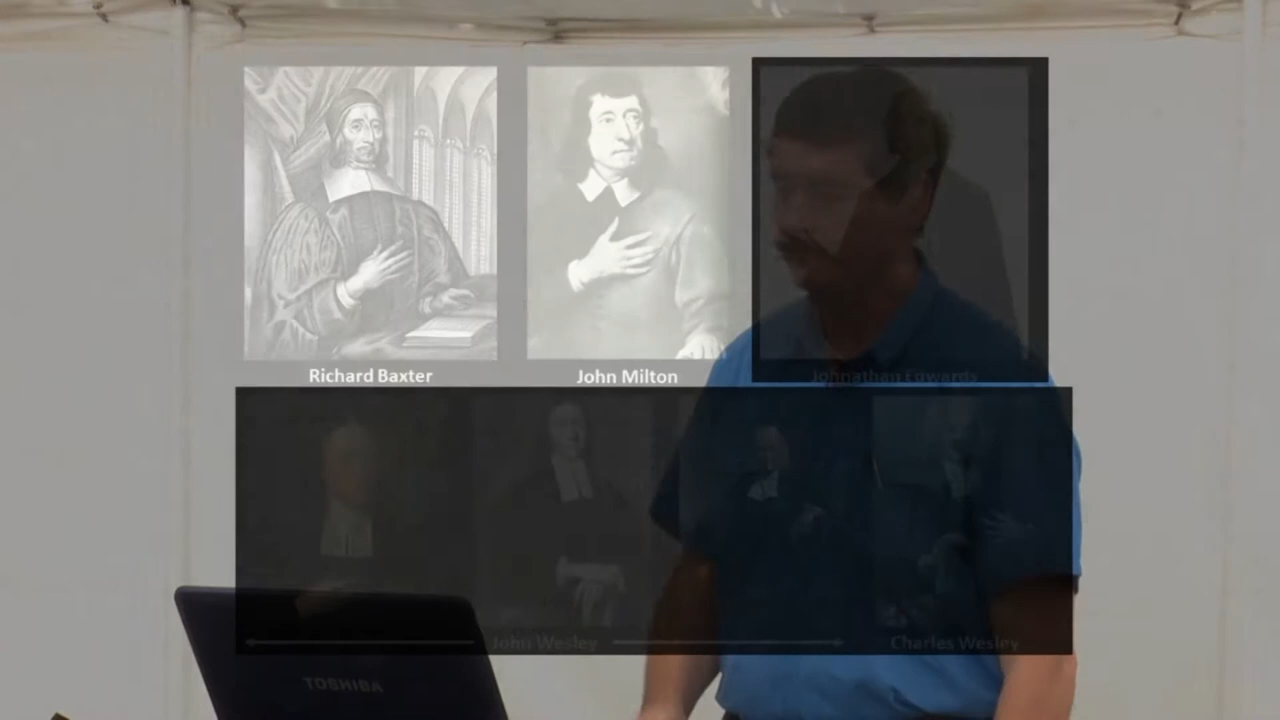 Richard Baxter
John Milton
Johnathan Edwards
John Wesley
Charles Wesley
TOSHIBA